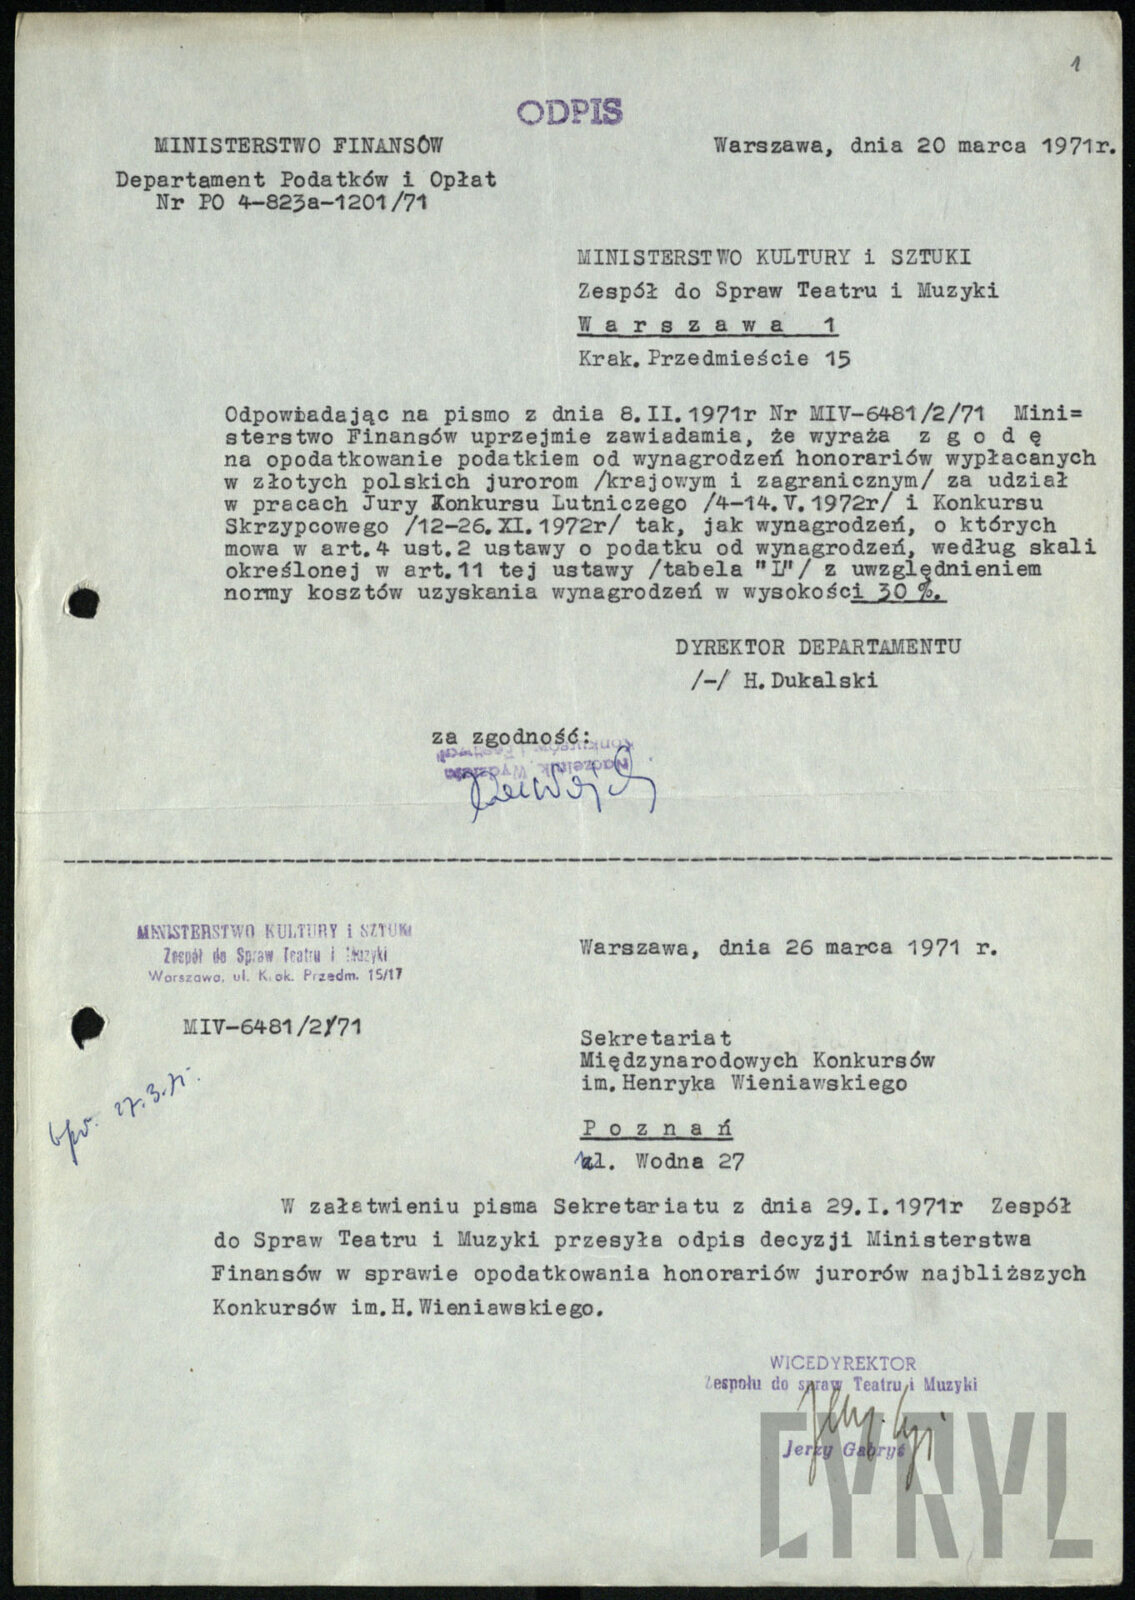 1
ODPIS
MINISTERSTWO FINANSÓW
Warszawa, dnia 20 marca 1971r.
Departament Podatków i Opłat
Nr PO 4-823a-1201/71
MINISTERSTWO KULTURY i SZTUKI
Zespół do Spraw Teatru i Muzyki
W a r s z a w a 1
Krak. Przedmieście 15
Odpowiadając na pismo z dnia 8.II.1971r Nr MIV-6481/2/71 Mini=
sterstwo Finansów uprzejmie zawiadamia, że wyraża z g o d ę
na opodatkowanie podatkiem od wynagrodzeń honorariów wypłacanych
w złotych polskich jurorom /krajowym i zagranicznym/ za udział
w pracach Jury Konkursu Lutniczego /4-14.V.1972r/ i Konkursu
Skrzypcowego /12-26.XI.1972r/ tak, jak wynagrodzeń, o których
mowa w art.4 ust.2 ustawy o podatku od wynagrodzeń, według skali
określonej w art.11 tej ustawy /tabela "L"/ z uwzględnieniem
normy kosztów uzyskania wynagrodzeń w wysokości 30 %.
DYREKTOR DEPARTAMENTU
/-/ H.Dukalski
za zgodność:
MINISTERSTWO KULTURY i SZTUKI
Zespół do Spraw Teatru i Muzyki
Warszawa, ul. Krak. Przedm. 15/17
Warszawa, dnia 26 marca 1971 r.
MIV-6481/2/71
Sekretariat
Międzynarodowych Konkursów
im.Henryka Wieniawskiego
27.3.71.
P o z n a ń
ul. Wodna 27
W załatwieniu pisma Sekretariatu z dnia 29.I.1971r Zespół
do Spraw Teatru i Muzyki przesyła odpis decyzji Ministerstwa
Finansów w sprawie opodatkowania honorariów jurorów najbliższych
Konkursów im.H.Wieniawskiego.
WICEDYREKTOR
Zespołu do spraw Teatru i Muzyki
Jerzy Gabryś
CYRYL